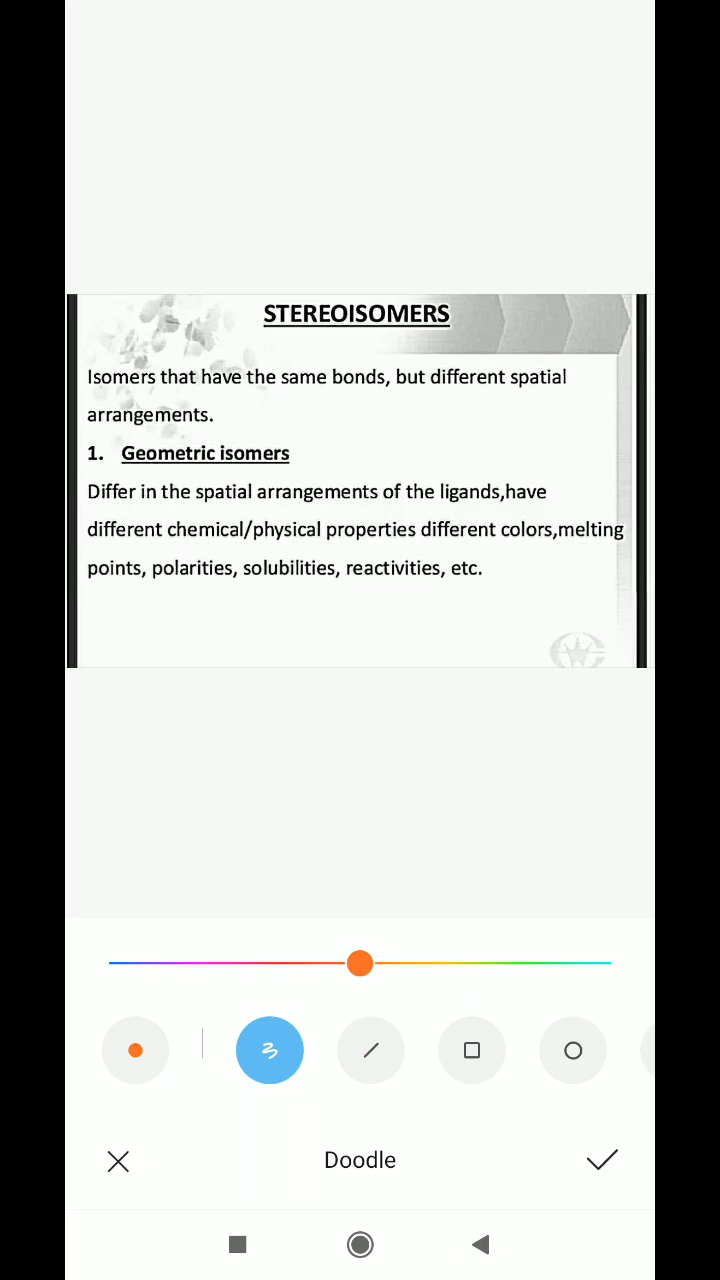 STEREOISOMERS
Isomers that have the same bonds, but different spatial
arrangements.
1. Geometric isomers
Differ in the spatial arrangements of the ligands,have
different chemical/physical properties different colors,melting
points, polarities, solubilities, reactivities, etc.
Doodle